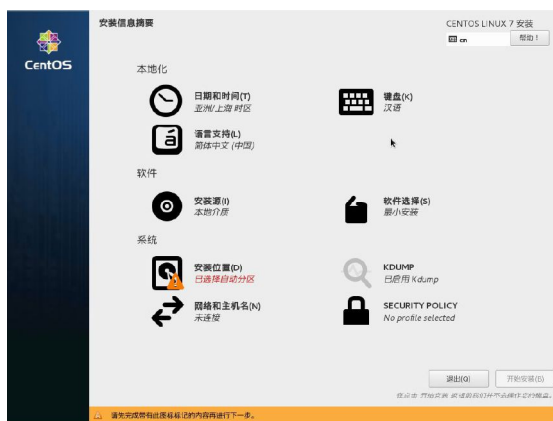 安装信息摘要
CENTOS LINUX 7 安装
cn
帮助！
CentOS
本地化
日期和时间(T)
亚洲/上海 时区
键盘(K)
汉语
语言支持(L)
简体中文 (中国)
软件
安装源(I)
本地介质
软件选择(S)
最小安装
系统
安装位置(D)
已选择自动分区
KDUMP
已启用 Kdump
网络和主机名(N)
未连接
SECURITY POLICY
No profile selected
退出(Q)
开始安装(B)
请先完成带有此图标标记的内容再进行下一步。